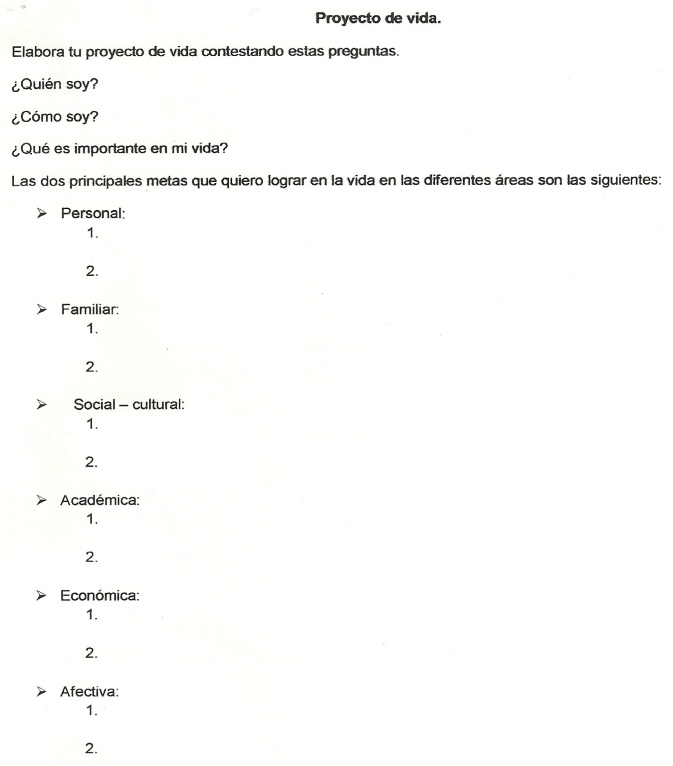 Proyecto de vida.
Elabora tu proyecto de vida contestando estas preguntas.
¿Quién soy?
¿Cómo soy?
¿Qué es importante en mi vida?
Las dos principales metas que quiero lograr en la vida en las diferentes áreas son las siguientes:
➢ Personal:
1.
2.
➢ Familiar:
1.
2.
➢ Social – cultural:
1.
2.
➢ Académica:
1.
2.
➢ Económica:
1.
2.
➢ Afectiva:
1.
2.